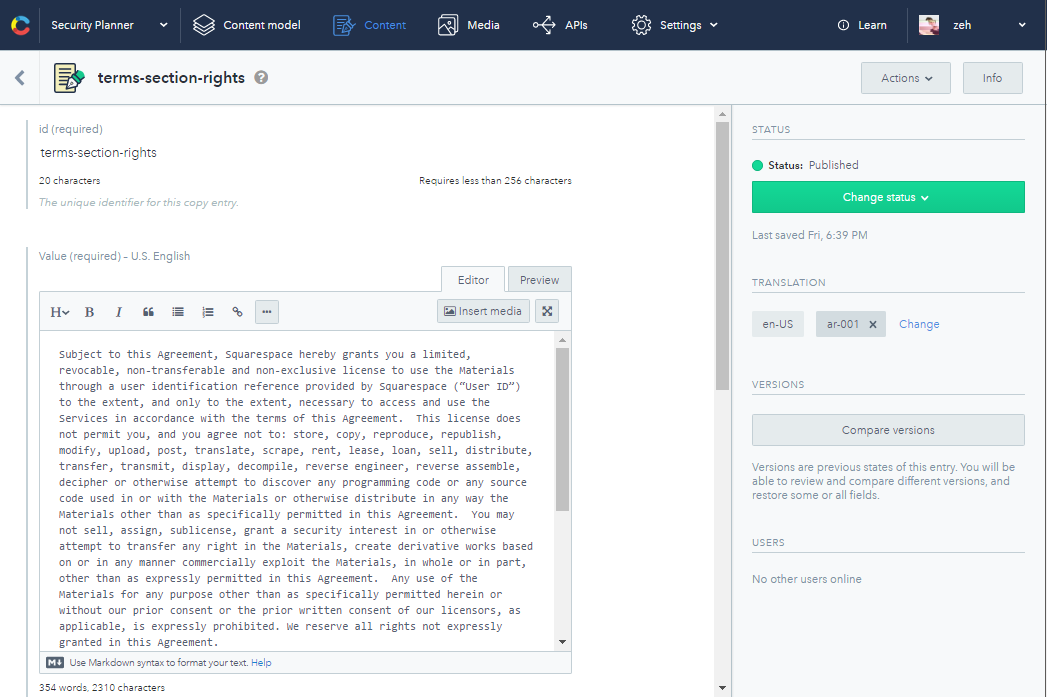 Security Planner
Content model
Content
Media
APIs
Settings
Learn
zeh
terms-section-rights
?
Actions
Info
id (required)
terms-section-rights
20 characters
Requires less than 256 characters
The unique identifier for this copy entry.
Value (required) – U.S. English
Editor
Preview
H B I
Insert media
Subject to this Agreement, Squarespace hereby grants you a limited,
revocable, non-transferable and non-exclusive license to use the Materials
through a user identification reference provided by Squarespace (“User ID”)
to the extent, and only to the extent, necessary to access and use the
Services in accordance with the terms of this Agreement.  This license does
not permit you, and you agree not to: store, copy, reproduce, republish,
modify, upload, post, translate, scrape, rent, lease, loan, sell, distribute,
transfer, transmit, display, decompile, reverse engineer, reverse assemble,
decipher or otherwise attempt to discover any programming code or any source
code used in or with the Materials or otherwise distribute in any way the
Materials other than as specifically permitted in this Agreement.  You may
not sell, assign, sublicense, grant a security interest in or otherwise
attempt to transfer any right in the Materials, create derivative works based
on or in any manner commercially exploit the Materials, in whole or in part,
other than as expressly permitted in this Agreement.  Any use of the
Materials for any purpose other than as specifically permitted herein or
without our prior consent or the prior written consent of our licensors, as
applicable, is expressly prohibited. We reserve all rights not expressly
granted in this Agreement.
M Use Markdown syntax to format your text. Help
354 words, 2310 characters
STATUS
Status: Published
Change status
Last saved Fri, 6:39 PM
TRANSLATION
en-US
ar-001
Change
VERSIONS
Compare versions
Versions are previous states of this entry. You will be
able to review and compare different versions, and
restore some or all fields.
USERS
No other users online